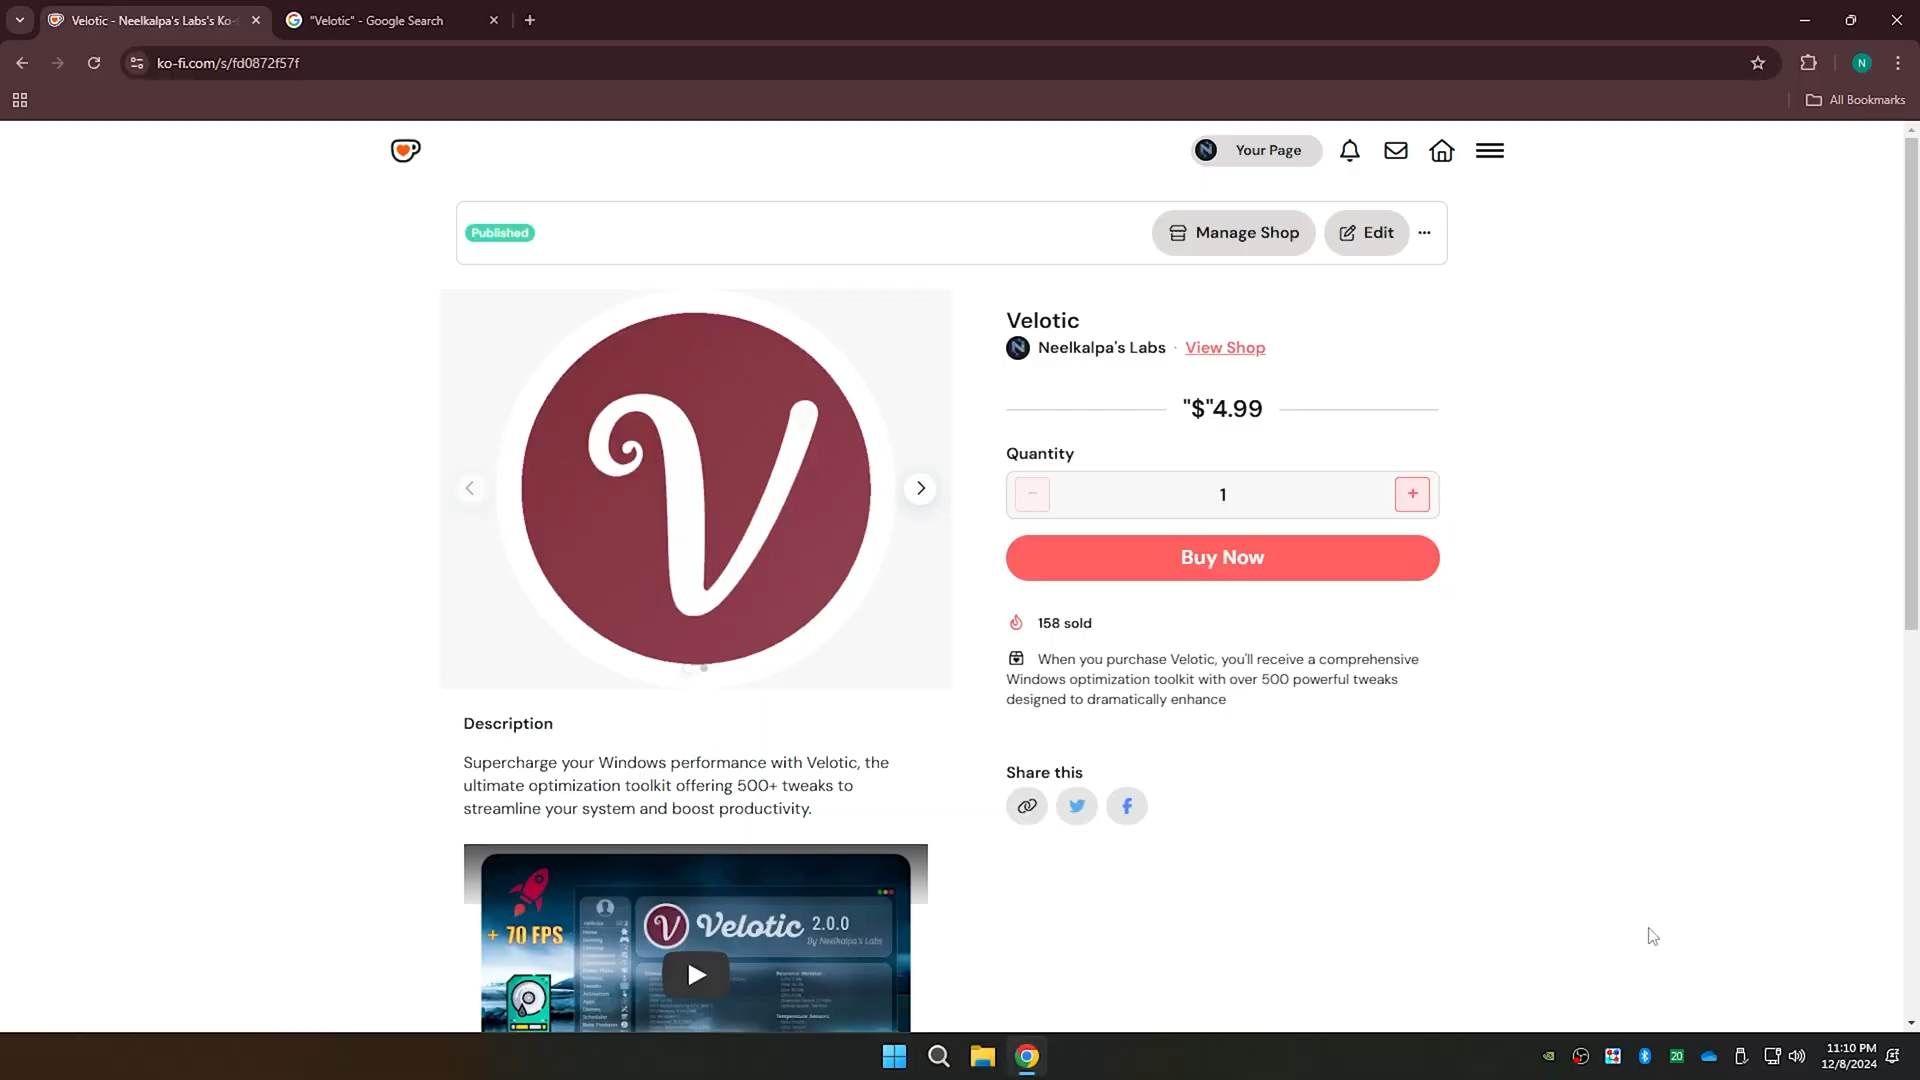 Velotic - Neelkalpa's Labs's Ko-
"Velotic" - Google Search
ko-fi.com/s/fd0872f57f
N
All Bookmarks
N
Your Page
Published
Manage Shop
Edit
V
Velotic
N
Neelkalpa's Labs · View Shop
"$"4.99
Quantity
1
Buy Now
158 sold
When you purchase Velotic, you'll receive a comprehensive
Windows optimization toolkit with over 500 powerful tweaks
designed to dramatically enhance
Description
Supercharge your Windows performance with Velotic, the
ultimate optimization toolkit offering 500+ tweaks to
streamline your system and boost productivity.
Share this
+ 70 FPS
V
Velotic 2.0.0
By Neelkalpa's Labs
20
11:10 PM
12/8/2024